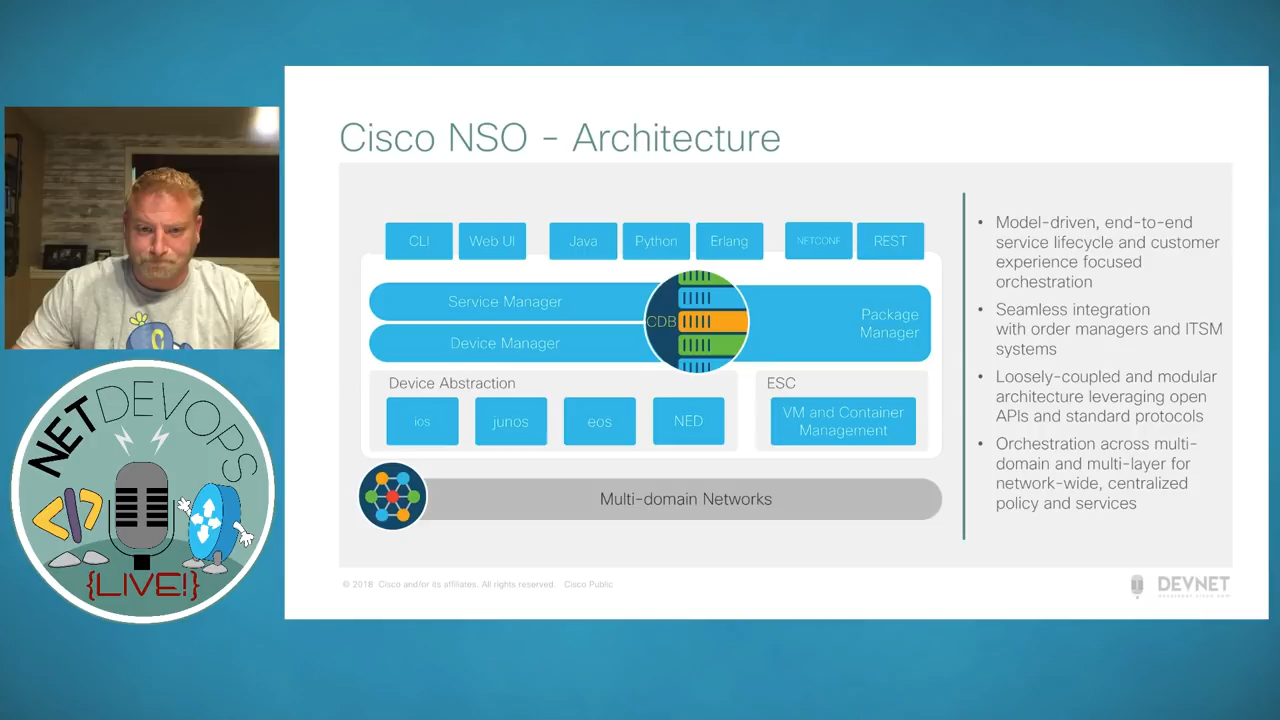 Cisco NSO - Architecture
CLI
Web UI
Java
Python
Erlang
NETCONF
REST
Service Manager
Device Manager
CDB
Package
Manager
Device Abstraction
ios
junos
eos
NED
ESC
VM and Container
Management
Multi-domain Networks
• Model-driven, end-to-end
service lifecycle and customer
experience focused
orchestration
• Seamless integration
with order managers and ITSM
systems
• Loosely-coupled and modular
architecture leveraging open
APIs and standard protocols
• Orchestration across multi-
domain and multi-layer for
network-wide, centralized
policy and services
© 2018 Cisco and/or its affiliates. All rights reserved. Cisco Public
DEVNET
developer.cisco.com
NETDEVOPS
</>
{LIVE!}
C